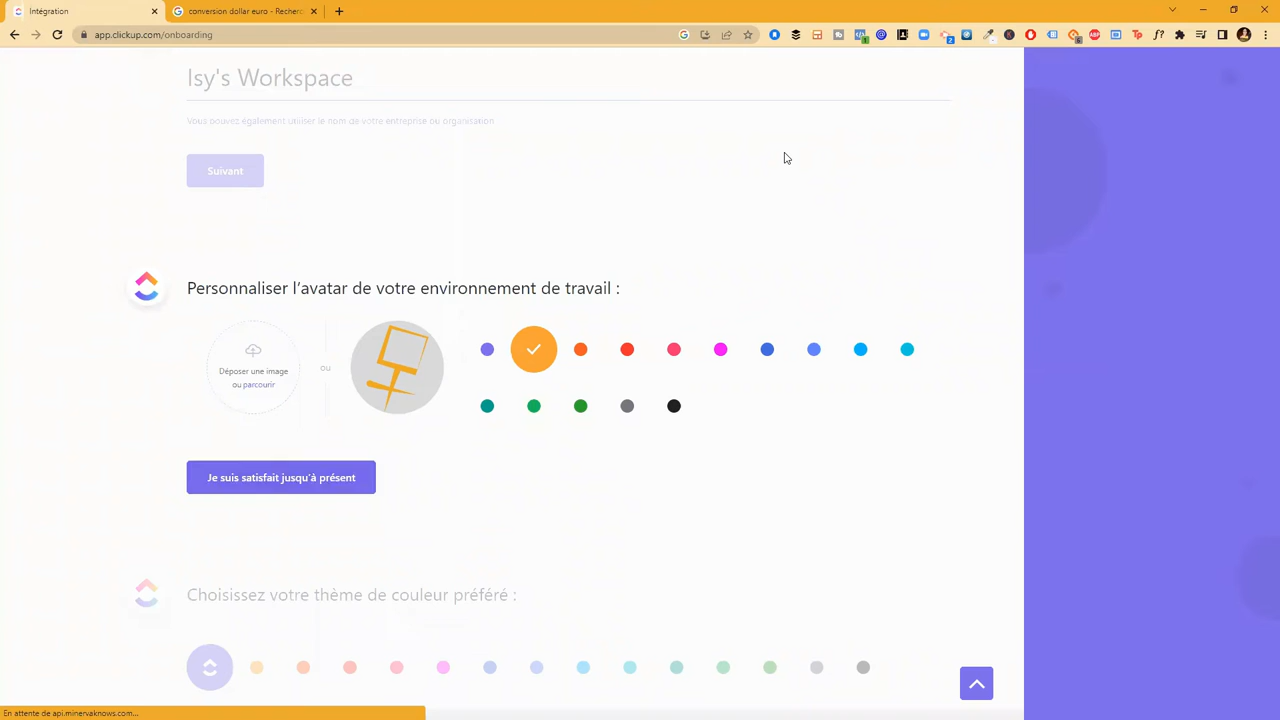 Intégration
conversion dollar euro - Recherc
app.clickup.com/onboarding
Isy's Workspace
Vous pouvez également utiliser le nom de votre entreprise ou organisation
Suivant
Personnaliser l’avatar de votre environnement de travail :
Déposer une image
ou parcourir
ou
Je suis satisfait jusqu'à présent
Choisissez votre thème de couleur préféré :
En attente de api.minervaknows.com...